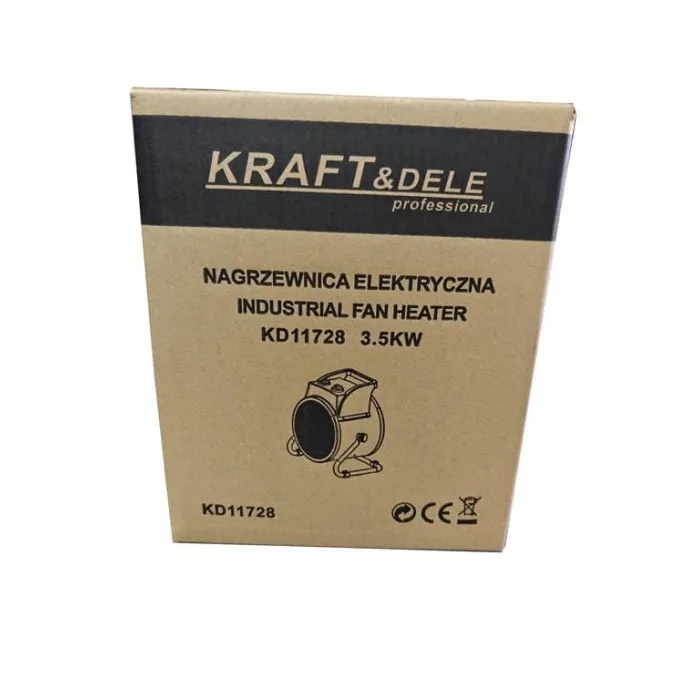 KRAFT&DELE
professional
NAGRZEWNICA ELEKTRYCZNA
INDUSTRIAL FAN HEATER
KD11728 3.5KW
KD11728
CE